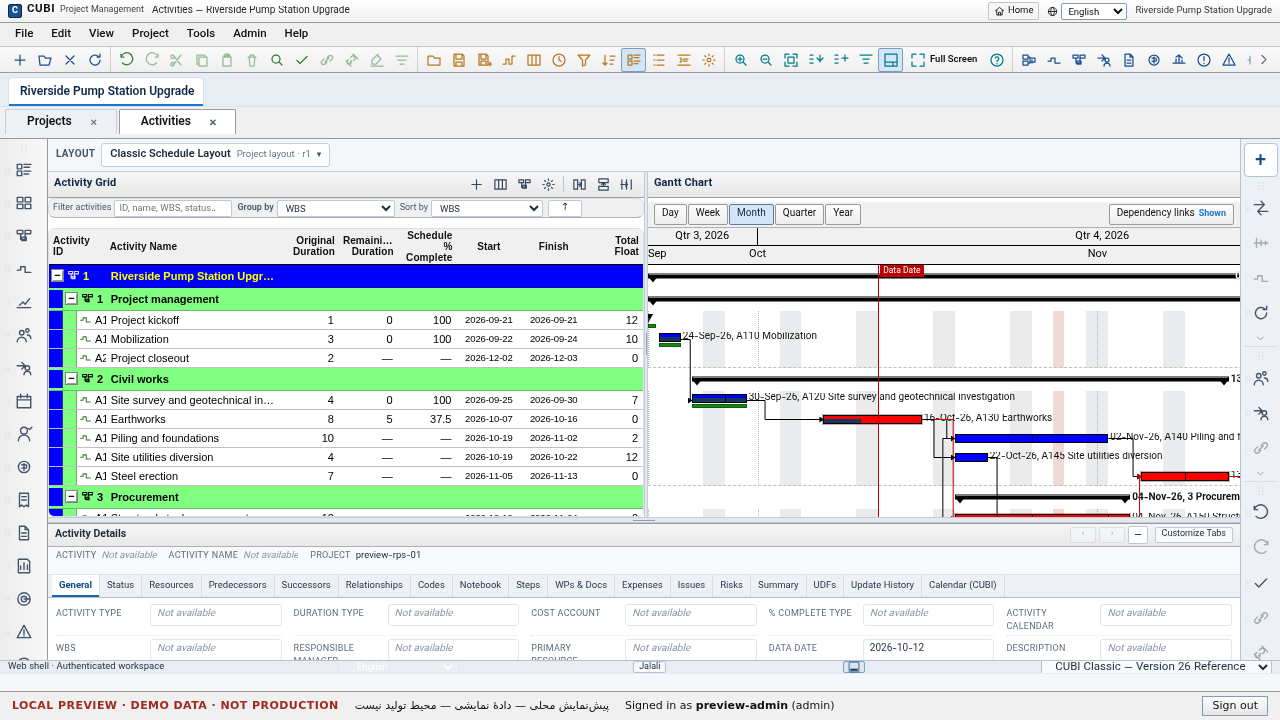 C CUBI Project Management Activities — Riverside Pump Station Upgrade Home English Riverside Pump Station Upgrade
File Edit View Project Tools Admin Help
Full Screen
Riverside Pump Station Upgrade
Projects × Activities ×
LAYOUT Classic Schedule Layout Project layout · r1
Activity Grid
Filter activities ID, name, WBS, status.. Group by WBS Sort by WBS ↑
Activity ID Activity Name Original Duration Remaini... Duration Schedule % Complete Start Finish Total Float
1 Riverside Pump Station Upgr...
1 Project management
A1 Project kickoff 1 0 100 2026-09-21 2026-09-21 12
A1 Mobilization 3 0 100 2026-09-22 2026-09-24 10
A2 Project closeout 2 — — 2026-12-02 2026-12-03 0
2 Civil works
A1 Site survey and geotechnical in... 4 0 100 2026-09-25 2026-09-30 7
A1 Earthworks 8 5 37.5 2026-10-07 2026-10-16 0
A1 Piling and foundations 10 — — 2026-10-19 2026-11-02 2
A1 Site utilities diversion 4 — — 2026-10-19 2026-10-22 12
A1 Steel erection 7 — — 2026-11-05 2026-11-13 0
3 Procurement
Gantt Chart
Day Week Month Quarter Year Dependency links Shown
Qtr 3, 2026 Qtr 4, 2026
Sep Oct Nov
Data Date
24-Sep-26, A110 Mobilization
13
30-Sep-26, A120 Site survey and geotechnical investigation
16-Oct-26, A130 Earthworks
02-Nov-26, A140 Piling and f
22-Oct-26, A145 Site utilities diversion
13
04-Nov-26, 3 Procurem
04-Nov-26, A150 Struct
Activity Details Customize Tabs
ACTIVITY Not available ACTIVITY NAME Not available PROJECT preview-rps-01
General Status Resources Predecessors Successors Relationships Codes Notebook Steps WPs & Docs Expenses Issues Risks Summary UDFs Update History Calendar (CUBI)
ACTIVITY TYPE Not available DURATION TYPE Not available COST ACCOUNT Not available % COMPLETE TYPE Not available ACTIVITY CALENDAR Not available
WBS Not available RESPONSIBLE MANAGER Not available PRIMARY RESOURCE Not available DATA DATE 2026-10-12 DESCRIPTION Not available
Web shell · Authenticated workspace English Jalali CUBI Classic — Version 26 Reference
LOCAL PREVIEW · DEMO DATA · NOT PRODUCTION پیش‌نمایش محلی — دادهٔ نمایشی — محیط تولید نیست Signed in as preview-admin (admin) Sign out